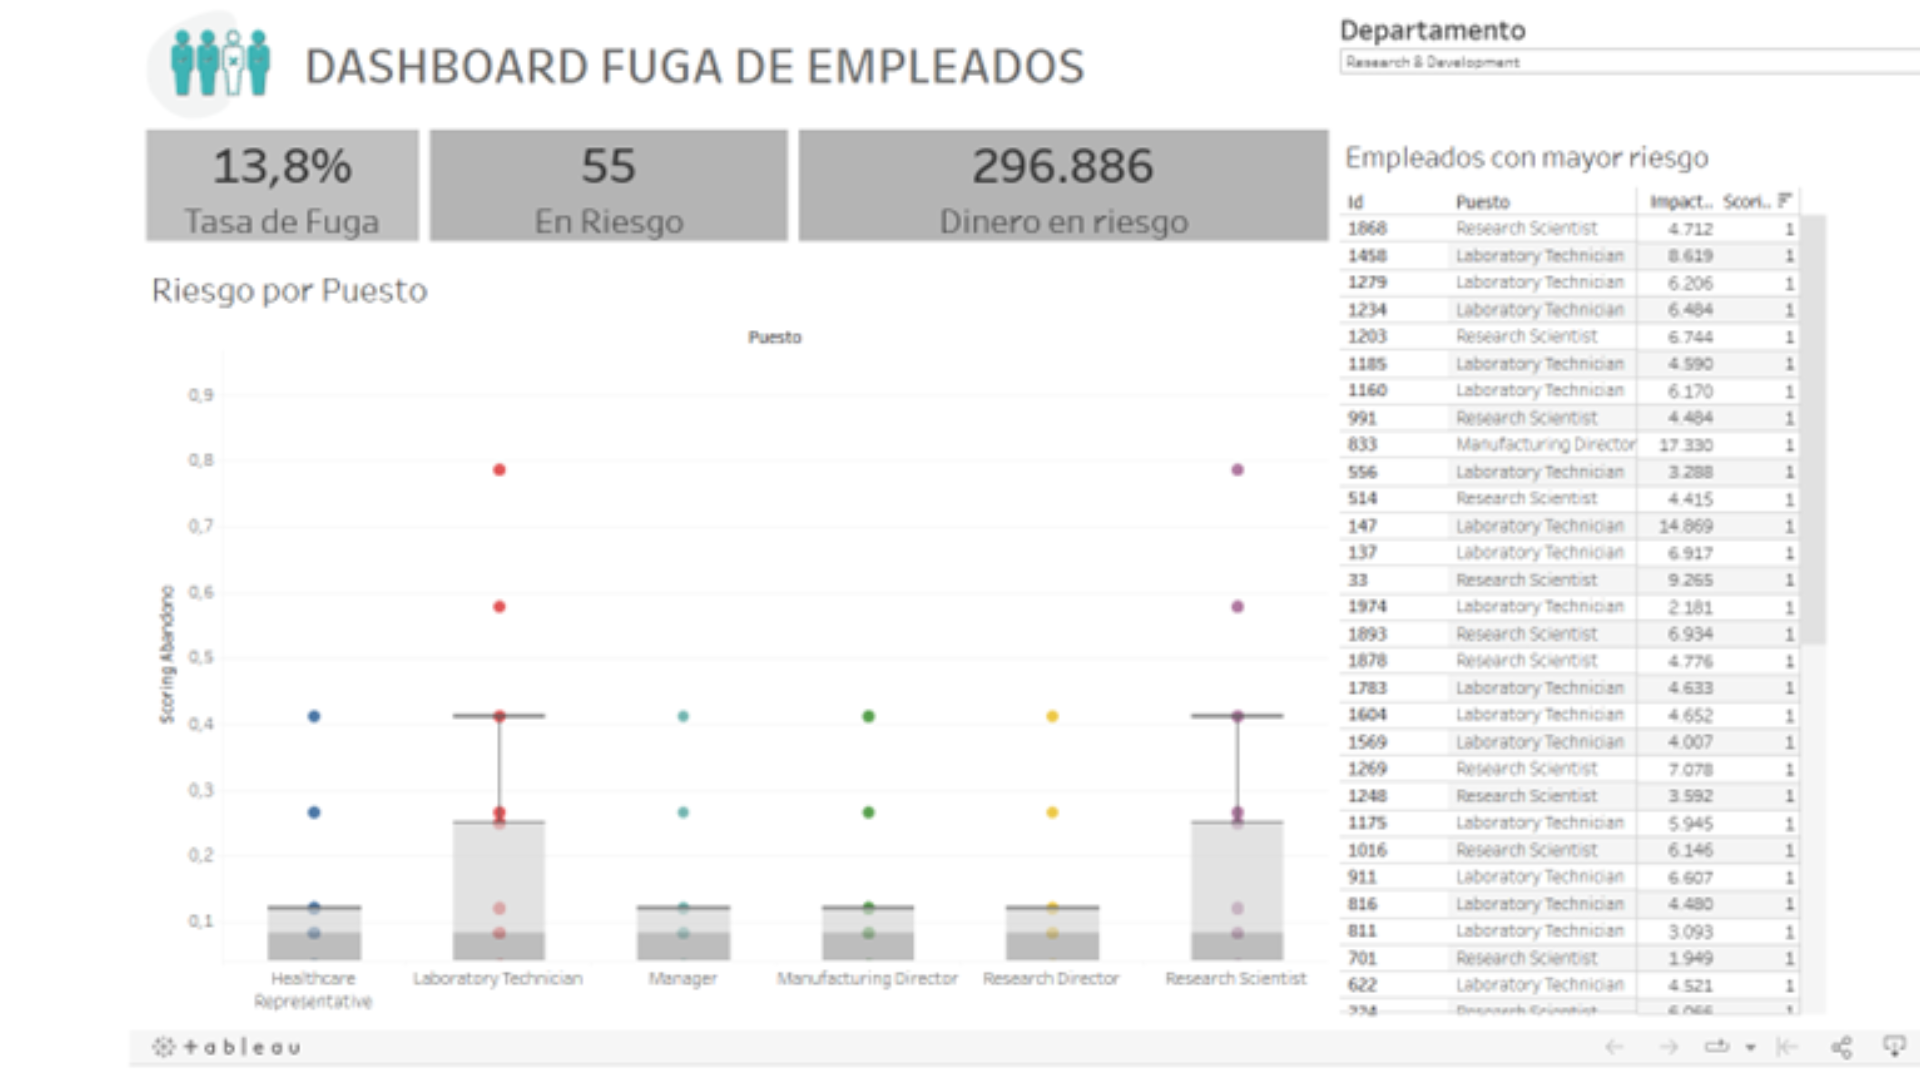 DASHBOARD FUGA DE EMPLEADOS
Departamento
Research & Development
13,8%
Tasa de Fuga
55
En Riesgo
296.886
Dinero en riesgo
Riesgo por Puesto
Puesto
Scoring Abandono
0,9
0,8
0,7
0,6
0,5
0,4
0,3
0,2
0,1
Healthcare
Representative
Laboratory Technician
Manager
Manufacturing Director
Research Director
Research Scientist
Empleados con mayor riesgo
Id Puesto Impact.. Scori..
1868 Research Scientist 4.712 1
1458 Laboratory Technician 8.619 1
1279 Laboratory Technician 6.206 1
1234 Laboratory Technician 6.484 1
1203 Research Scientist 6.744 1
1185 Laboratory Technician 4.590 1
1160 Laboratory Technician 6.170 1
991 Research Scientist 4.484 1
833 Manufacturing Director 17.330 1
556 Laboratory Technician 3.288 1
514 Research Scientist 4.415 1
147 Laboratory Technician 14.869 1
137 Laboratory Technician 6.917 1
33 Research Scientist 9.265 1
1974 Laboratory Technician 2.181 1
1893 Research Scientist 6.934 1
1878 Research Scientist 4.776 1
1783 Laboratory Technician 4.633 1
1604 Laboratory Technician 4.652 1
1569 Laboratory Technician 4.007 1
1269 Research Scientist 7.078 1
1248 Research Scientist 3.592 1
1175 Laboratory Technician 5.945 1
1016 Research Scientist 6.146 1
911 Laboratory Technician 6.607 1
816 Laboratory Technician 4.480 1
811 Laboratory Technician 3.093 1
701 Research Scientist 1.949 1
622 Laboratory Technician 4.521 1
Research Scientist 1
+ a b l e a u